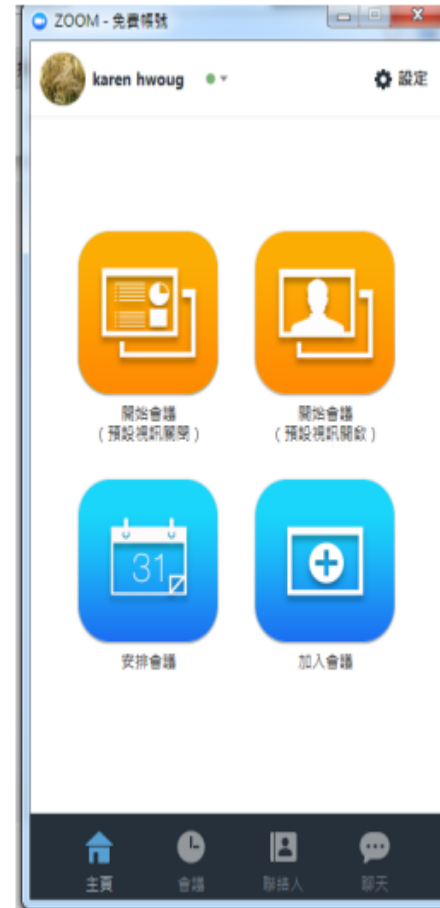 ZOOM - 免費帳號
karen hwoug
設定
開始會議
（預設視訊關閉）
開始會議
（預設視訊開啟）
31
安排會議
加入會議
主頁
會議
聯絡人
聊天